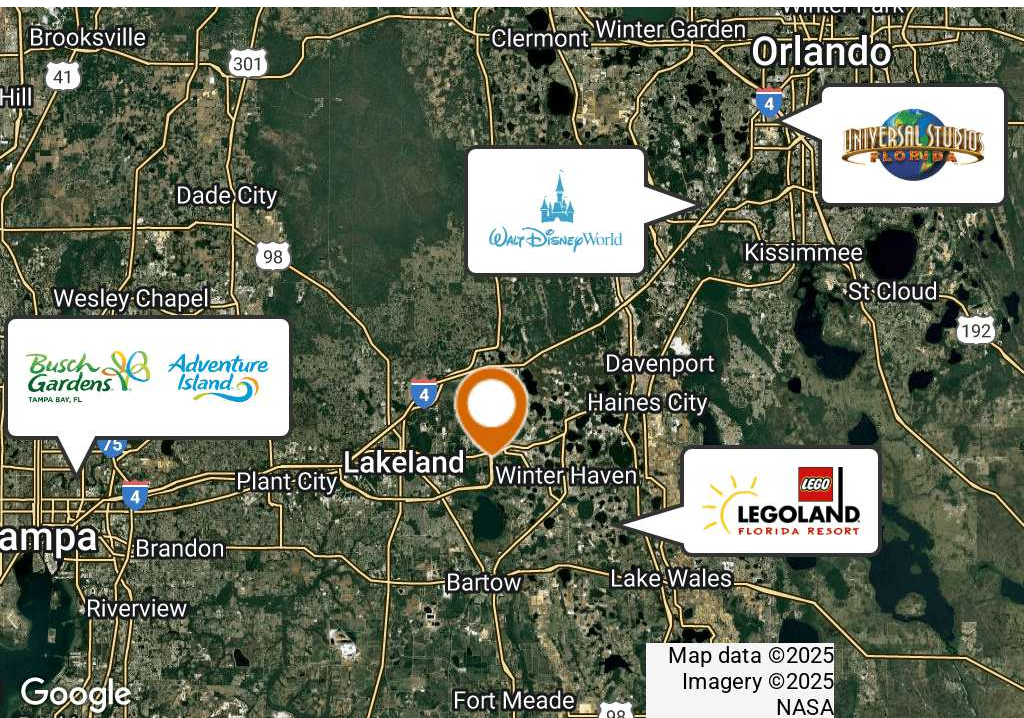 Winter Park
Brooksville
Clermont
Winter Garden
Orlando
301
41
Hill
4
UNIVERSAL STUDIOS
FLORIDA
Walt Disney World
Dade City
98
Kissimmee
St Cloud
Wesley Chapel
192
Busch
Gardens
TAMPA BAY, FL
Adventure
Island
Davenport
4
Haines City
75
Lakeland
Winter Haven
Plant City
4
LEGO
LEGOLAND
FLORIDA RESORT
ampa
Brandon
Bartow
Lake Wales
Riverview
Map data ©2025
Imagery ©2025
NASA
Google
Fort Meade
98